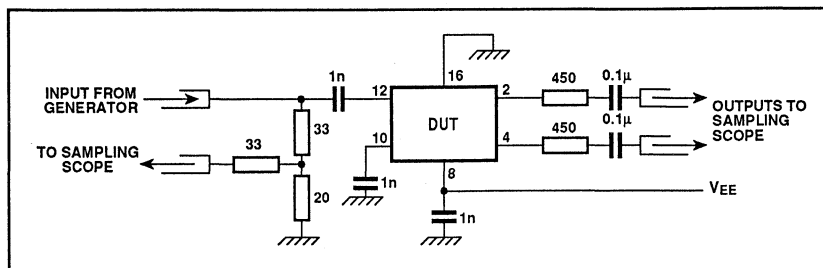 1n
12
16
2
450
0.1μ
INPUT FROM
GENERATOR
33
10
DUT
4
450
0.1μ
OUTPUTS TO
SAMPLING
SCOPE
TO SAMPLING
SCOPE
33
20
1n
8
1n
VEE